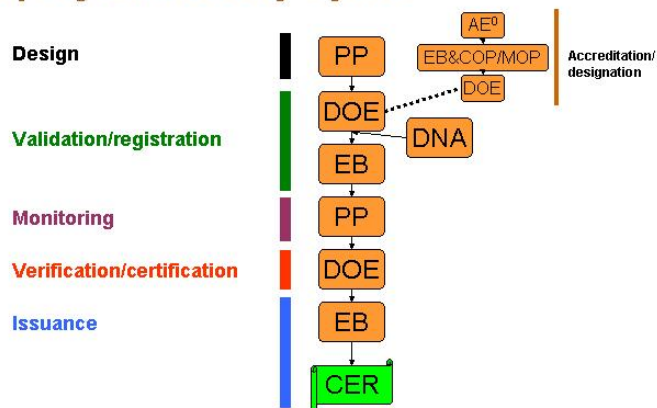 Design
PP
AE⁰
EB&COP/MOP
DOE
Accreditation/
designation
DOE
Validation/registration
DNA
EB
Monitoring
PP
Verification/certification
DOE
Issuance
EB
CER